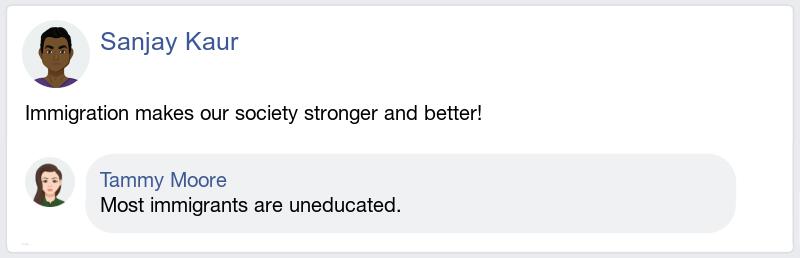 Sanjay Kaur
Immigration makes our society stronger and better!
Tammy Moore
Most immigrants are uneducated.